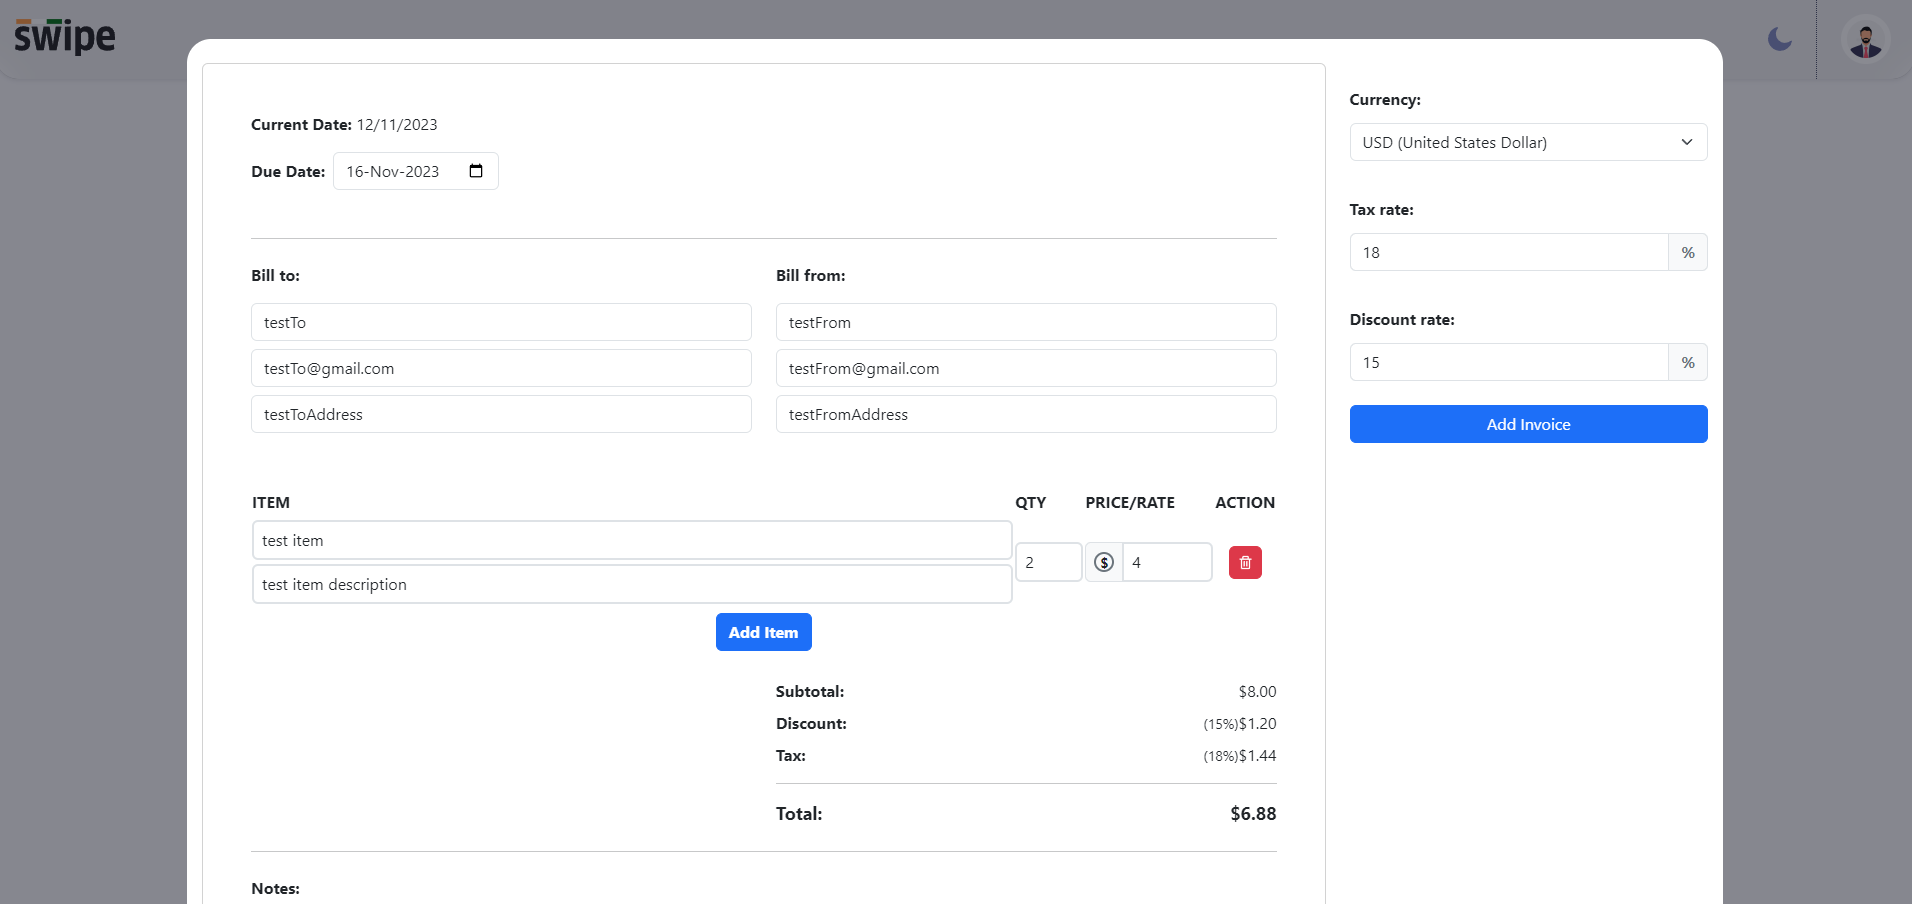 swipe
Current Date: 12/11/2023
Due Date: 16-Nov-2023
Bill to:
testTo
testTo@gmail.com
testToAddress
Bill from:
testFrom
testFrom@gmail.com
testFromAddress
ITEM QTY PRICE/RATE ACTION
test item
test item description
2 $ 4
Add Item
Subtotal: $8.00
Discount: (15%)$1.20
Tax: (18%)$1.44
Total: $6.88
Notes:
Currency:
USD (United States Dollar)
Tax rate:
18 %
Discount rate:
15 %
Add Invoice